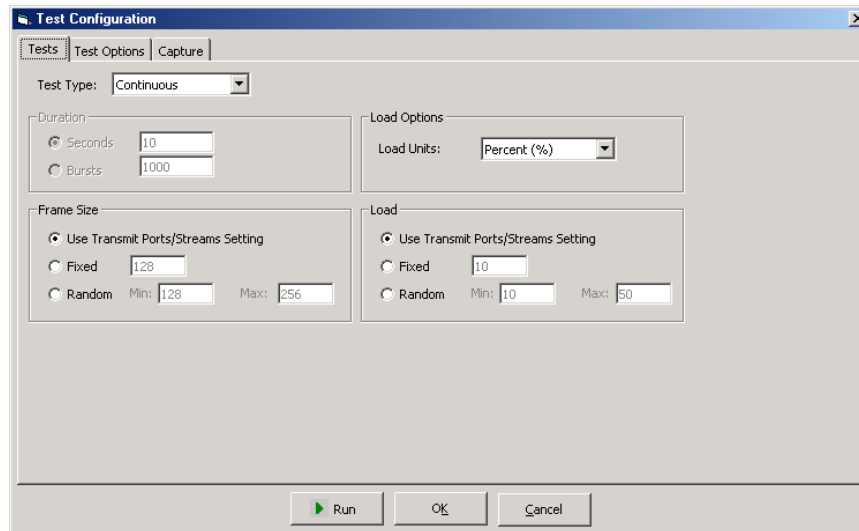 Test Configuration
Tests Test Options Capture
Test Type: Continuous
Duration
Seconds 10
Bursts 1000
Load Options
Load Units: Percent (%)
Frame Size
Use Transmit Ports/Streams Setting
Fixed 128
Random Min: 128 Max: 256
Load
Use Transmit Ports/Streams Setting
Fixed 10
Random Min: 10 Max: 50
Run OK Cancel